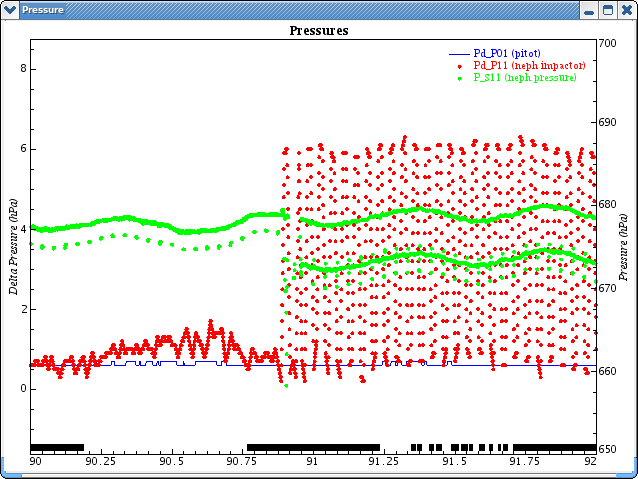 Pressure
Pressures
Pd_P01 (pitot)
Pd_P11 (neph impactor)
P_S11 (neph pressure)
Delta Pressure (hPa)
8
6
4
2
0
700
690
680
670
660
650
Pressure (hPa)
90 90.25 90.5 90.75 91 91.25 91.5 91.75 92